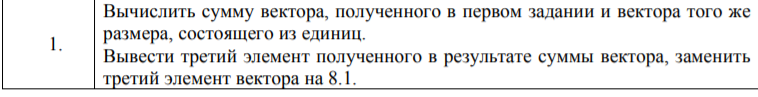 Вычислить сумму вектора, полученного в первом задании и вектора того же
размера, состоящего из единиц.
1.
Вывести третий элемент полученного в результате суммы вектора, заменить
третий элемент вектора на 8.1.